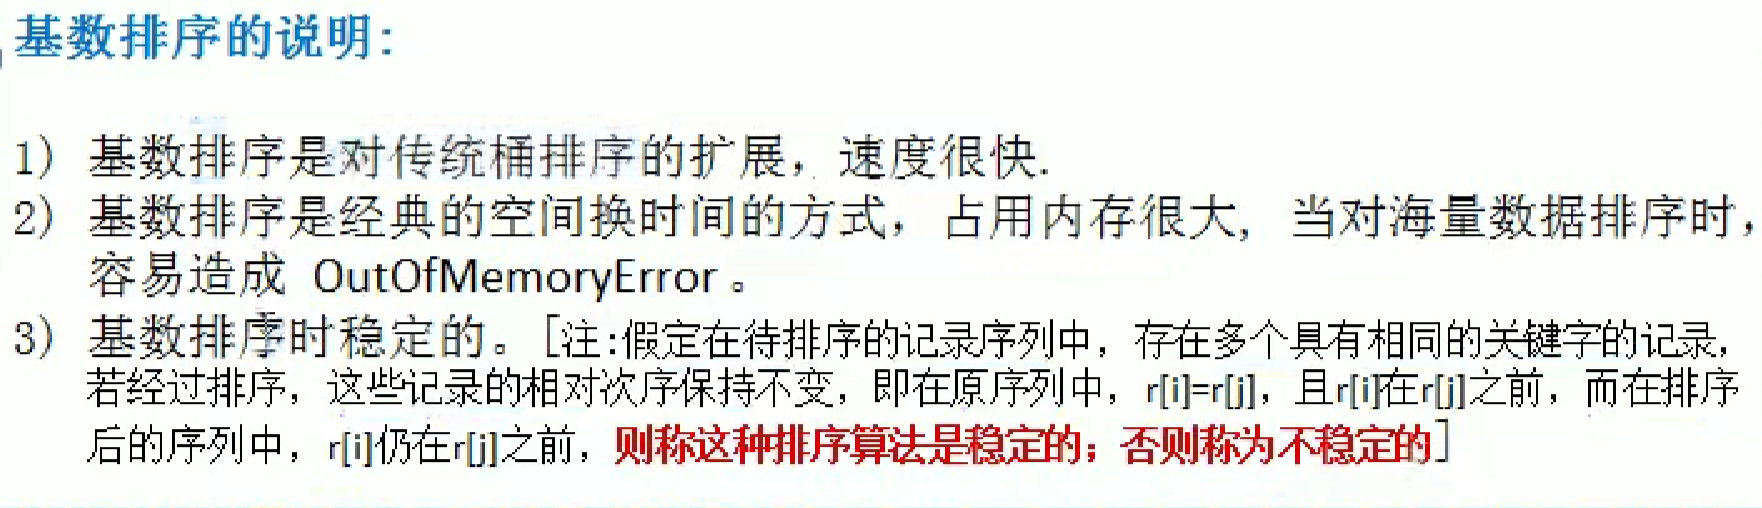 基数排序的说明:
1) 基数排序是对传统桶排序的扩展，速度很快.
2) 基数排序是经典的空间换时间的方式，占用内存很大, 当对海量数据排序时，
容易造成 OutOfMemoryError 。
3) 基数排序时稳定的。[注:假定在待排序的记录序列中，存在多个具有相同的关键字的记录，
若经过排序，这些记录的相对次序保持不变，即在原序列中，r[i]=r[j]，且r[i]在r[j]之前，而在排序
后的序列中，r[i]仍在r[j]之前，则称这种排序算法是稳定的；否则称为不稳定的]